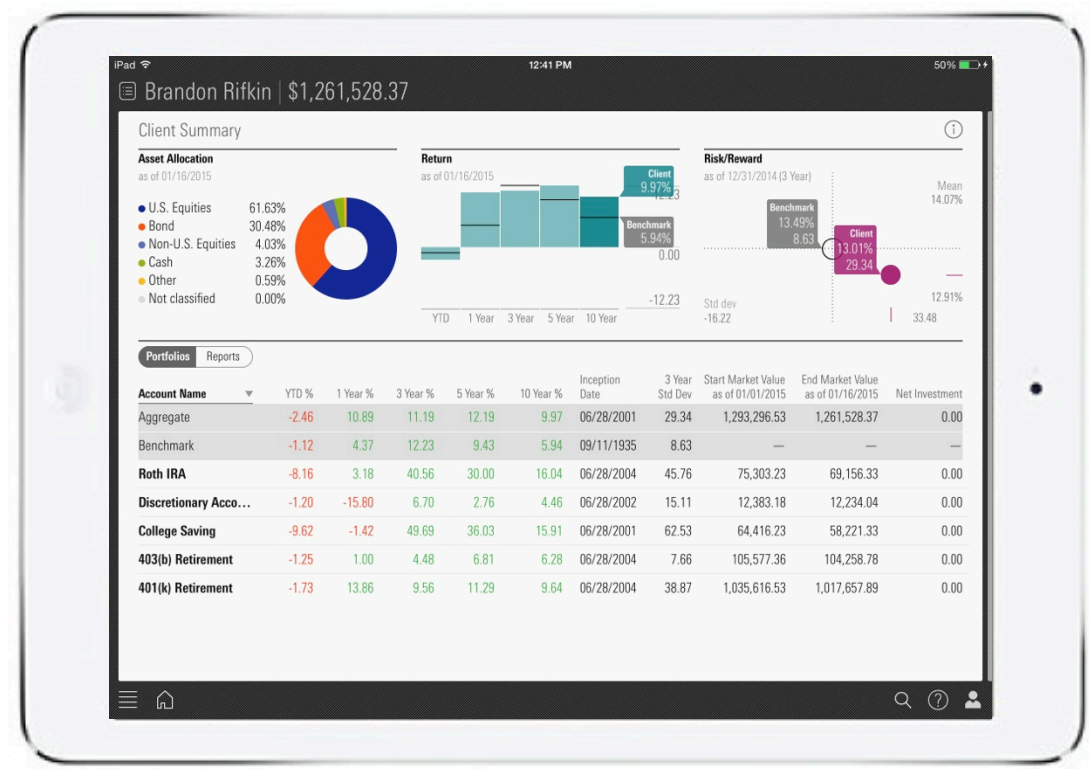 iPad 12:41 PM 50%
Brandon Rifkin | $1,261,528.37
Client Summary
Asset Allocation
as of 01/16/2015
U.S. Equities 61.63%
Bond 30.48%
Non-U.S. Equities 4.03%
Cash 3.26%
Other 0.59%
Not classified 0.00%
Return
as of 01/16/2015
Client
9.97%
12.23
Benchmark
5.94%
0.00
-12.23
YTD 1 Year 3 Year 5 Year 10 Year
Risk/Reward
as of 12/31/2014 (3 Year)
Mean
14.07%
Benchmark
13.49%
8.63
Client
13.01%
29.34
12.91%
Std dev
-16.22 33.48
Portfolios Reports
Account Name YTD % 1 Year % 3 Year % 5 Year % 10 Year % Inception Date 3 Year Std Dev Start Market Value as of 01/01/2015 End Market Value as of 01/16/2015 Net Investment
Aggregate -2.46 10.89 11.19 12.19 9.97 06/28/2001 29.34 1,293,296.53 1,261,528.37 0.00
Benchmark -1.12 4.37 12.23 9.43 5.94 09/11/1935 8.63 — — —
Roth IRA -8.16 3.18 40.56 30.00 16.04 06/28/2004 45.76 75,303.23 69,156.33 0.00
Discretionary Acco... -1.20 -15.80 6.70 2.76 4.46 06/28/2002 15.11 12,383.18 12,234.04 0.00
College Saving -9.62 -1.42 49.69 36.03 15.91 06/28/2001 62.53 64,416.23 58,221.33 0.00
403(b) Retirement -1.25 1.00 4.48 6.81 6.28 06/28/2004 7.66 105,577.36 104,258.78 0.00
401(k) Retirement -1.73 13.86 9.56 11.29 9.64 06/28/2004 38.87 1,035,616.53 1,017,657.89 0.00